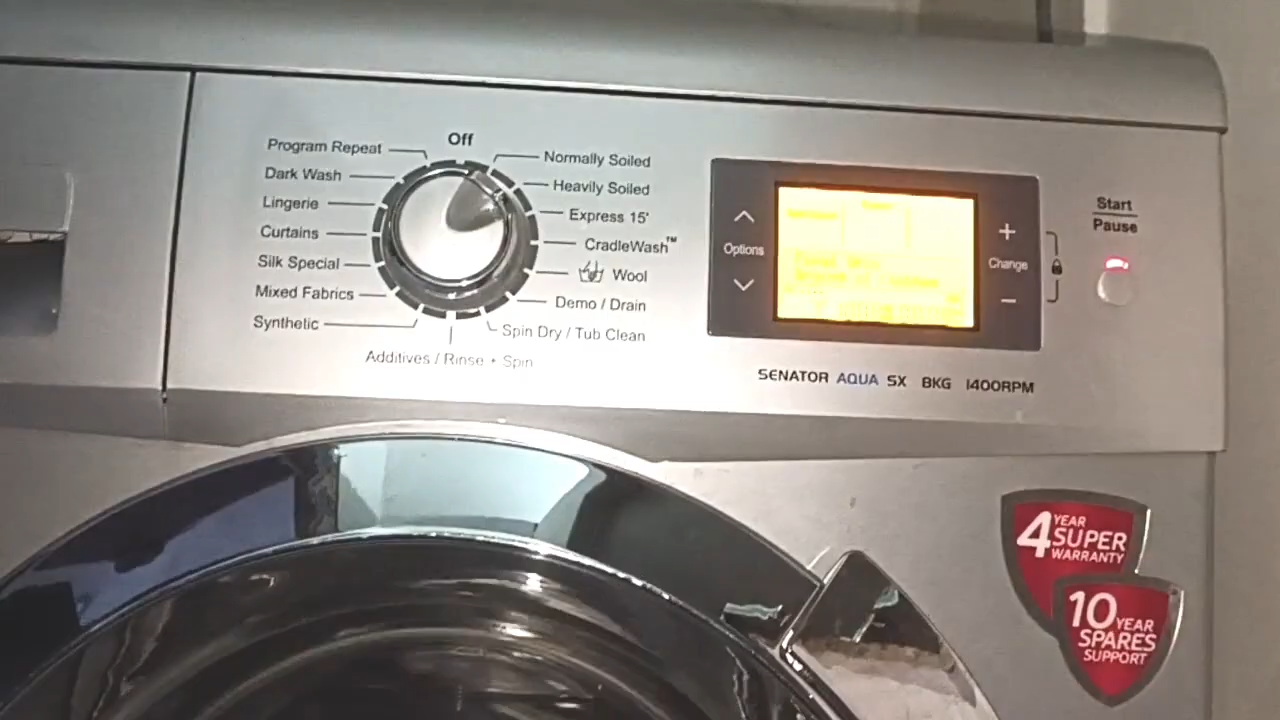 Off
Program Repeat
Dark Wash
Lingerie
Curtains
Silk Special
Mixed Fabrics
Synthetic
Additives / Rinse + Spin
Normally Soiled
Heavily Soiled
Express 15'
CradleWash™
Wool
Demo / Drain
Spin Dry / Tub Clean
Options
+
Change
−
Start
Pause
SENATOR AQUA SX 8KG 1400RPM
4 YEAR
SUPER
WARRANTY
10 YEAR
SPARES
SUPPORT